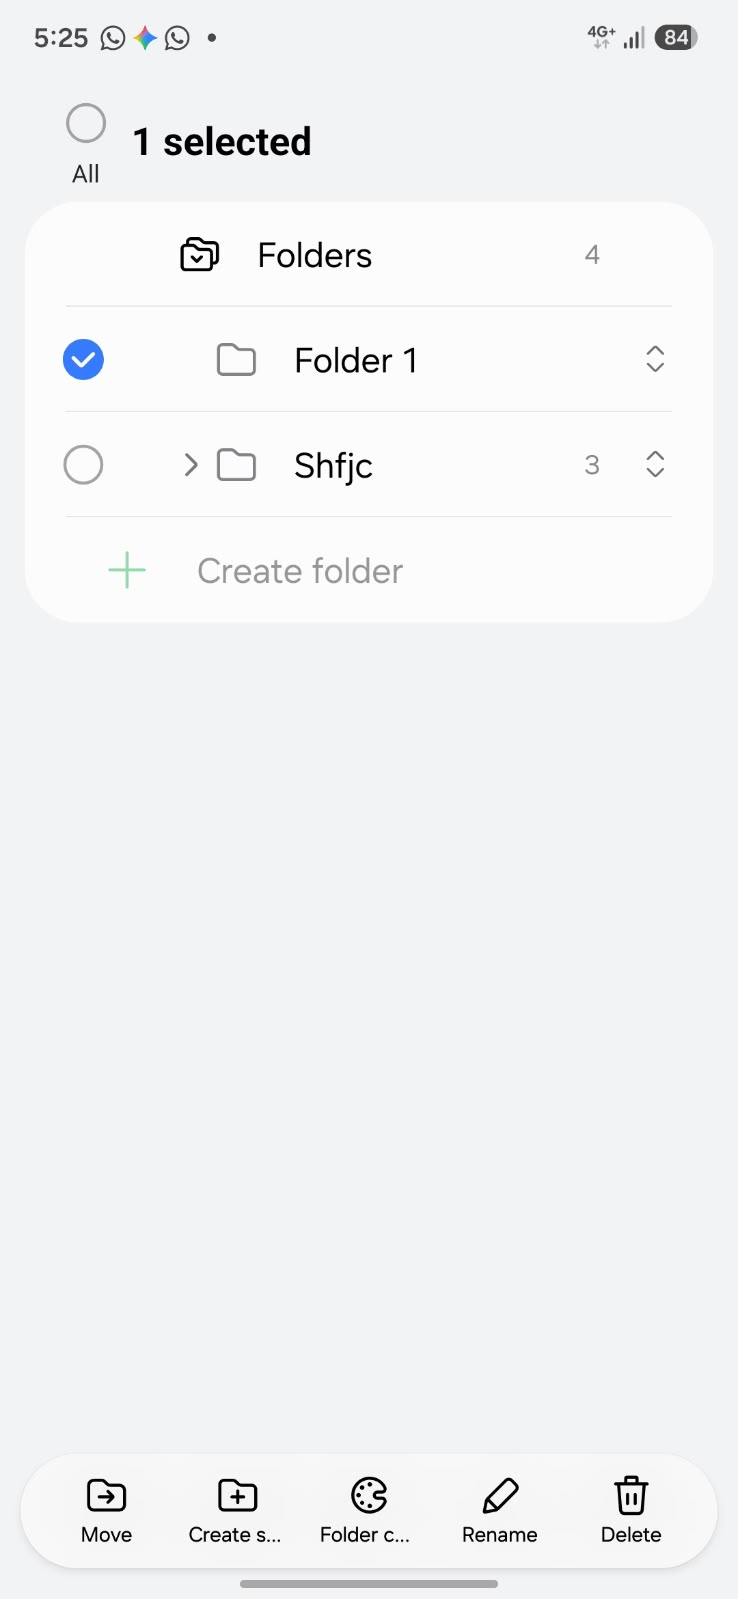 5:25 4G+ 84
All
1 selected
Folders 4
Folder 1
Shfjc 3
Create folder
Move Create s... Folder c... Rename Delete